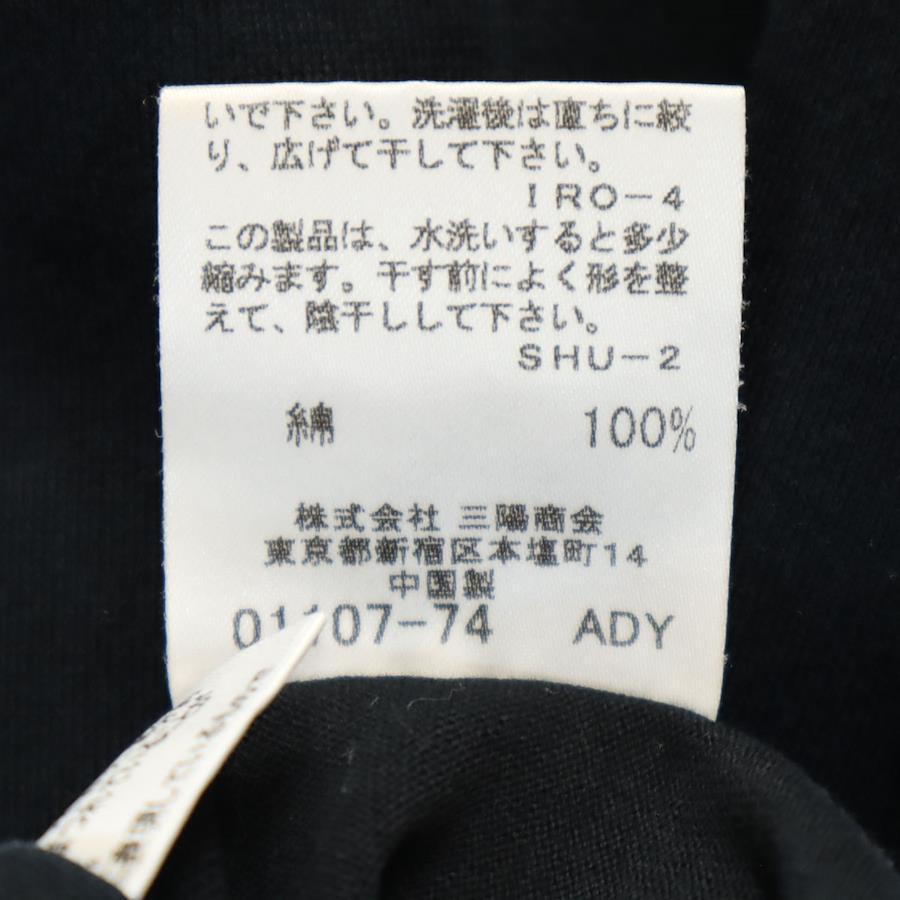 いで下さい。洗濯後は直ちに絞
り、広げて干して下さい。
IRO-4
この製品は、水洗いすると多少
縮みます。干す前によく形を整
えて、陰干しして下さい。
SHU-2
綿 100%
株式会社 三陽商会
東京都新宿区本塩町14
中国製
01107-74 ADY